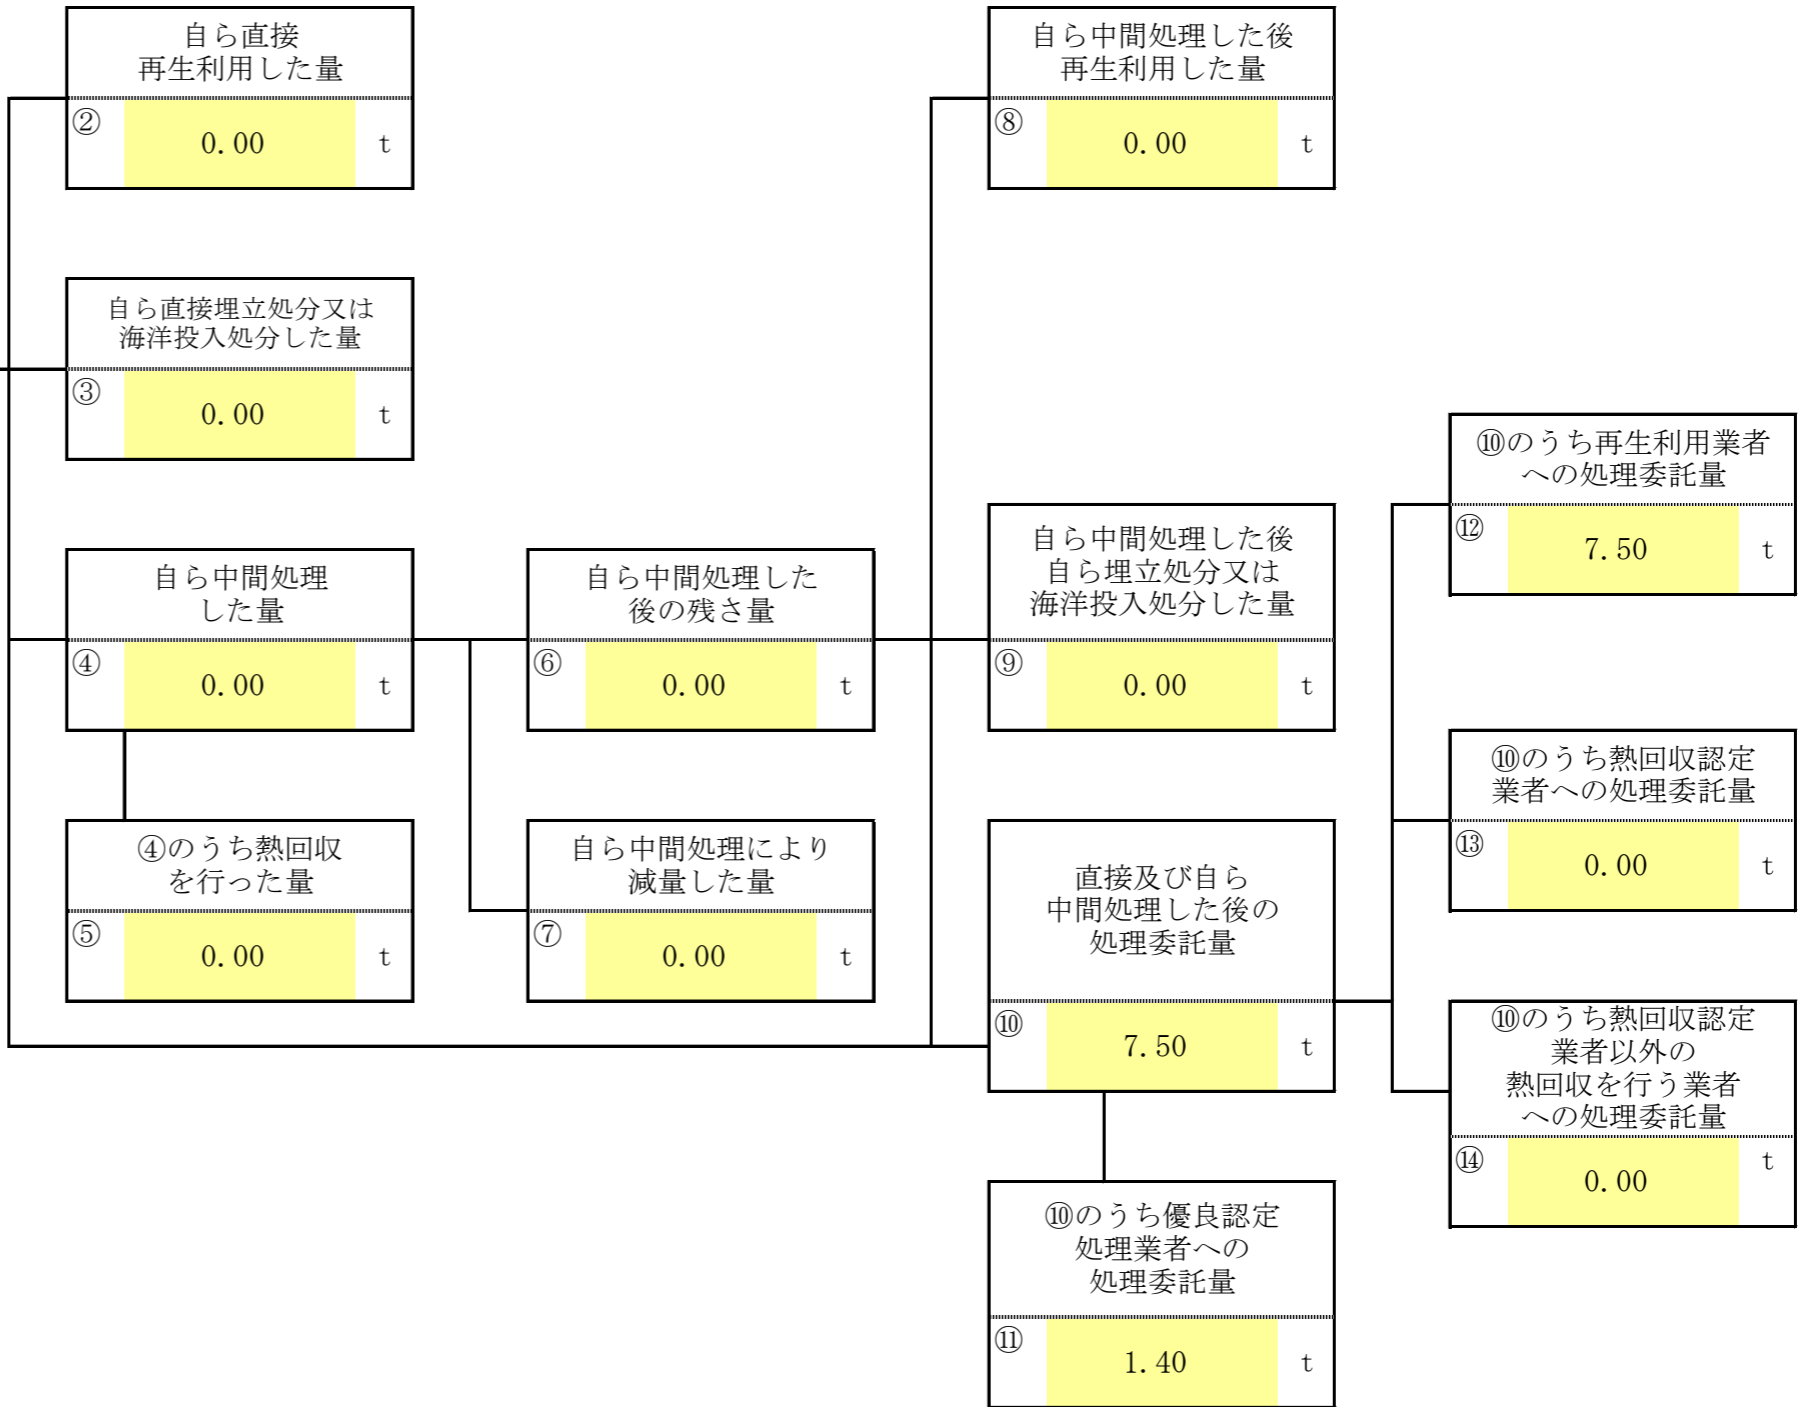 自ら直接
再生利用した量
②
0.00
t
自ら中間処理した後
再生利用した量
⑧
0.00
t
自ら直接埋立処分又は
海洋投入処分した量
③
0.00
t
⑩のうち再生利用業者
への処理委託量
⑫
7.50
t
自ら中間処理
した量
④
0.00
t
自ら中間処理した
後の残さ量
⑥
0.00
t
自ら中間処理した後
自ら埋立処分又は
海洋投入処分した量
⑨
0.00
t
⑩のうち熱回収認定
業者への処理委託量
⑬
0.00
t
④のうち熱回収
を行った量
⑤
0.00
t
自ら中間処理により
減量した量
⑦
0.00
t
直接及び自ら
中間処理した後の
処理委託量
⑩
7.50
t
⑩のうち熱回収認定
業者以外の
熱回収を行う業者
への処理委託量
⑭
0.00
t
⑩のうち優良認定
処理業者への
処理委託量
⑪
1.40
t